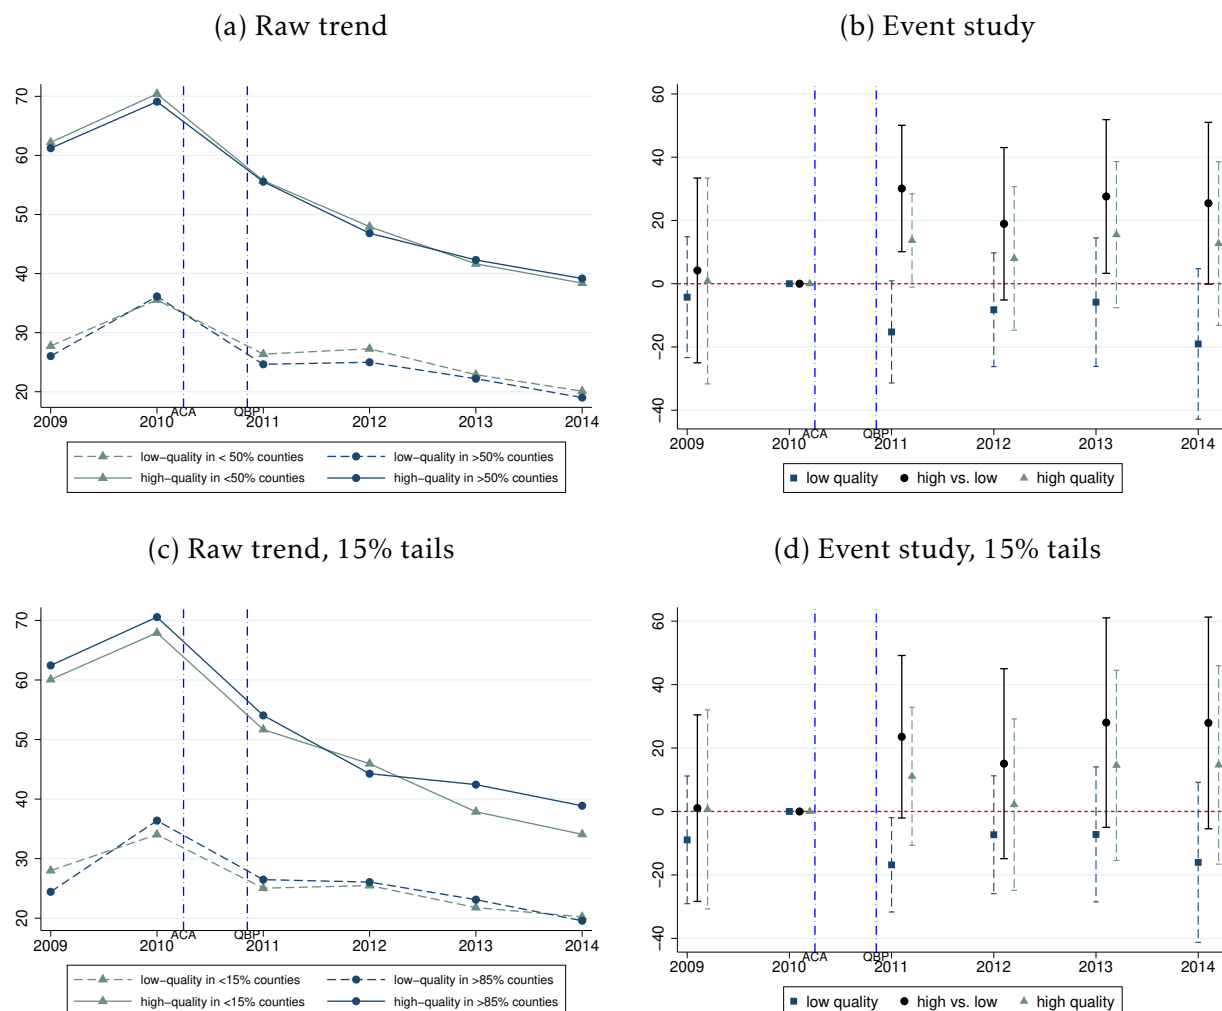 (a) Raw trend
(b) Event study
70
60
50
40
30
20
2009
2010
ACA
QBP
2011
2012
2013
2014
low−quality in < 50% counties
low−quality in >50% counties
high−quality in <50% counties
high−quality in >50% counties
60
40
20
0
−20
−40
2009
2010
ACA
QBP
2011
2012
2013
2014
low quality
high vs. low
high quality
(c) Raw trend, 15% tails
(d) Event study, 15% tails
70
60
50
40
30
20
2009
2010
ACA
QBP
2011
2012
2013
2014
low−quality in <15% counties
low−quality in >85% counties
high−quality in <15% counties
high−quality in >85% counties
60
40
20
0
−20
−40
2009
2010
ACA
QBP
2011
2012
2013
2014
low quality
high vs. low
high quality